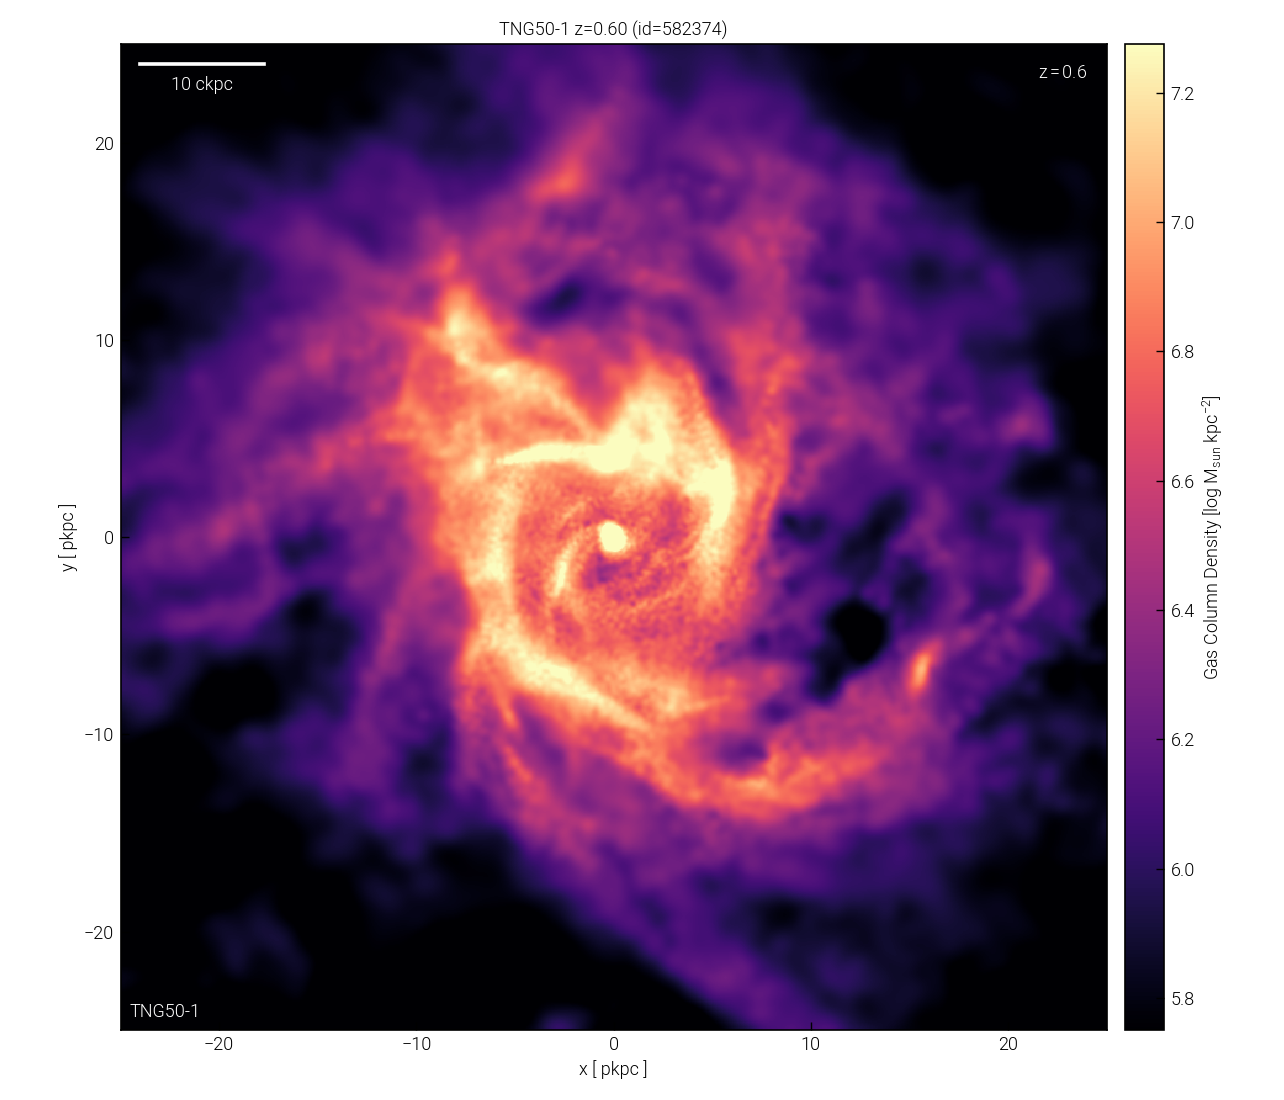 TNG50-1 z=0.60 (id=582374)
10 ckpc
z=0.6
TNG50-1
20
10
0
−10
−20
y [ pkpc ]
−20
−10
0
10
20
x [ pkpc ]
7.2
7.0
6.8
6.6
6.4
6.2
6.0
5.8
Gas Column Density [log M_sun kpc^−2]